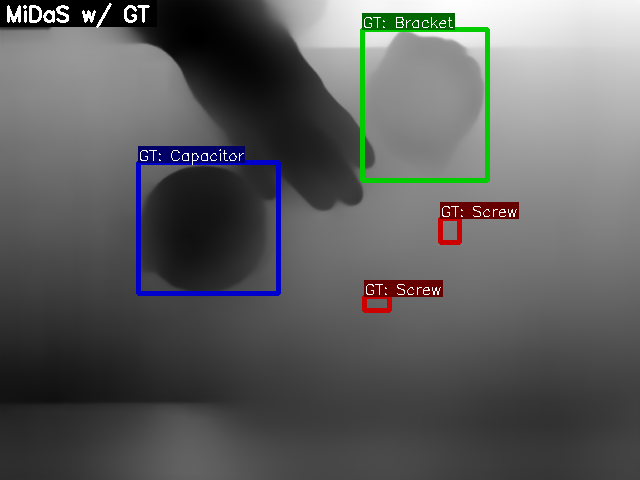 MiDaS w/ GT
GT: Bracket
GT: Capacitor
GT: Screw
GT: Screw